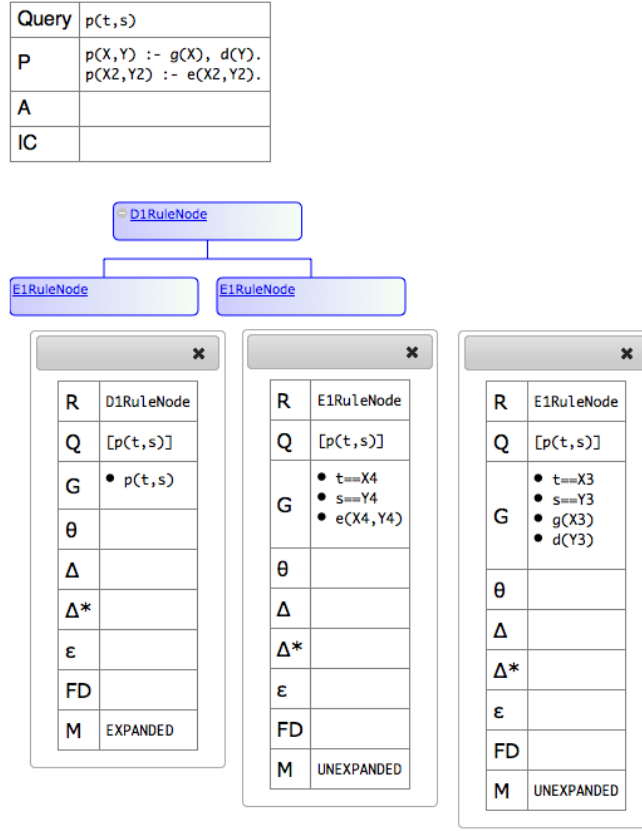 Query p(t,s)
P p(X,Y) :- g(X), d(Y).
p(X2,Y2) :- e(X2,Y2).
A
IC
D1RuleNode
E1RuleNode E1RuleNode
R D1RuleNode
Q [p(t,s)]
G • p(t,s)
θ
Δ
Δ*
ε
FD
M EXPANDED
R E1RuleNode
Q [p(t,s)]
G • t==X4
• s==Y4
• e(X4,Y4)
θ
Δ
Δ*
ε
FD
M UNEXPANDED
R E1RuleNode
Q [p(t,s)]
G • t==X3
• s==Y3
• g(X3)
• d(Y3)
θ
Δ
Δ*
ε
FD
M UNEXPANDED